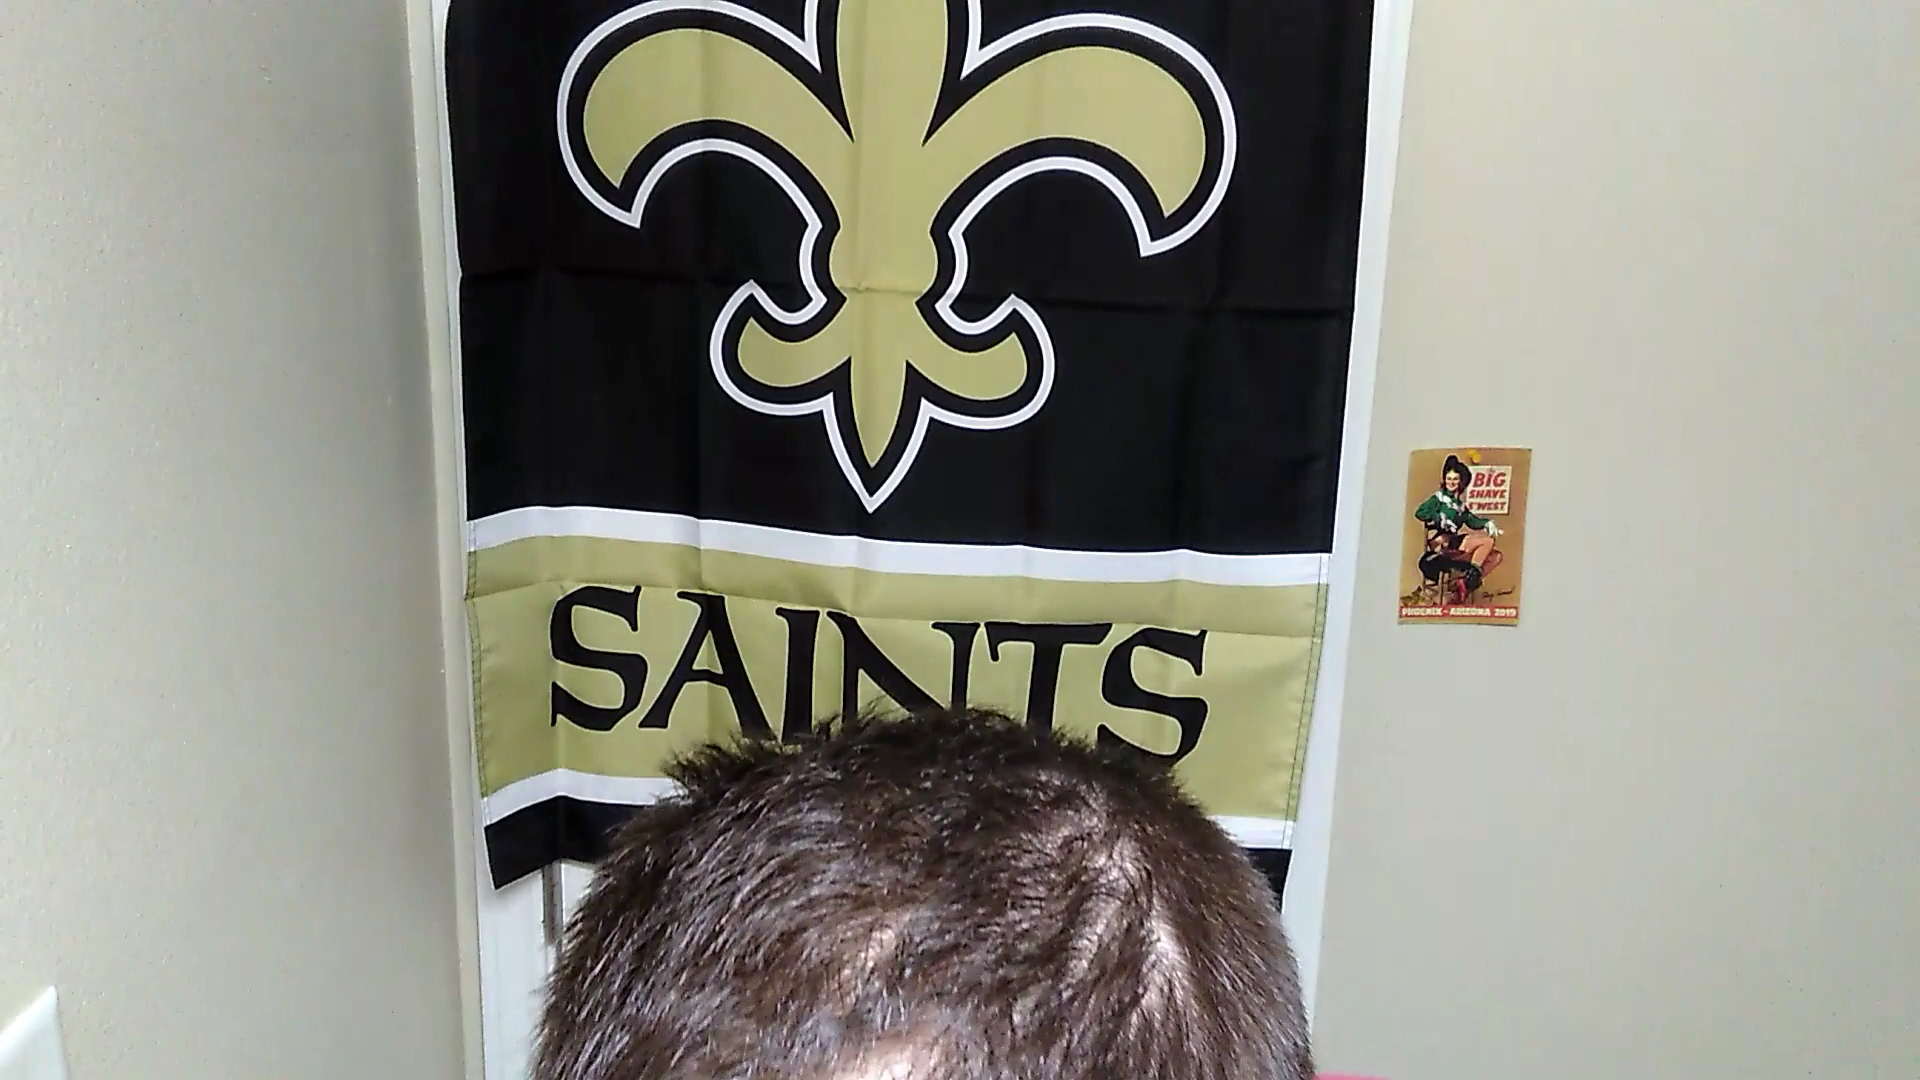 SAINTS
BIG
SHAVE
WEST
PHOENIX - ARIZONA 2019